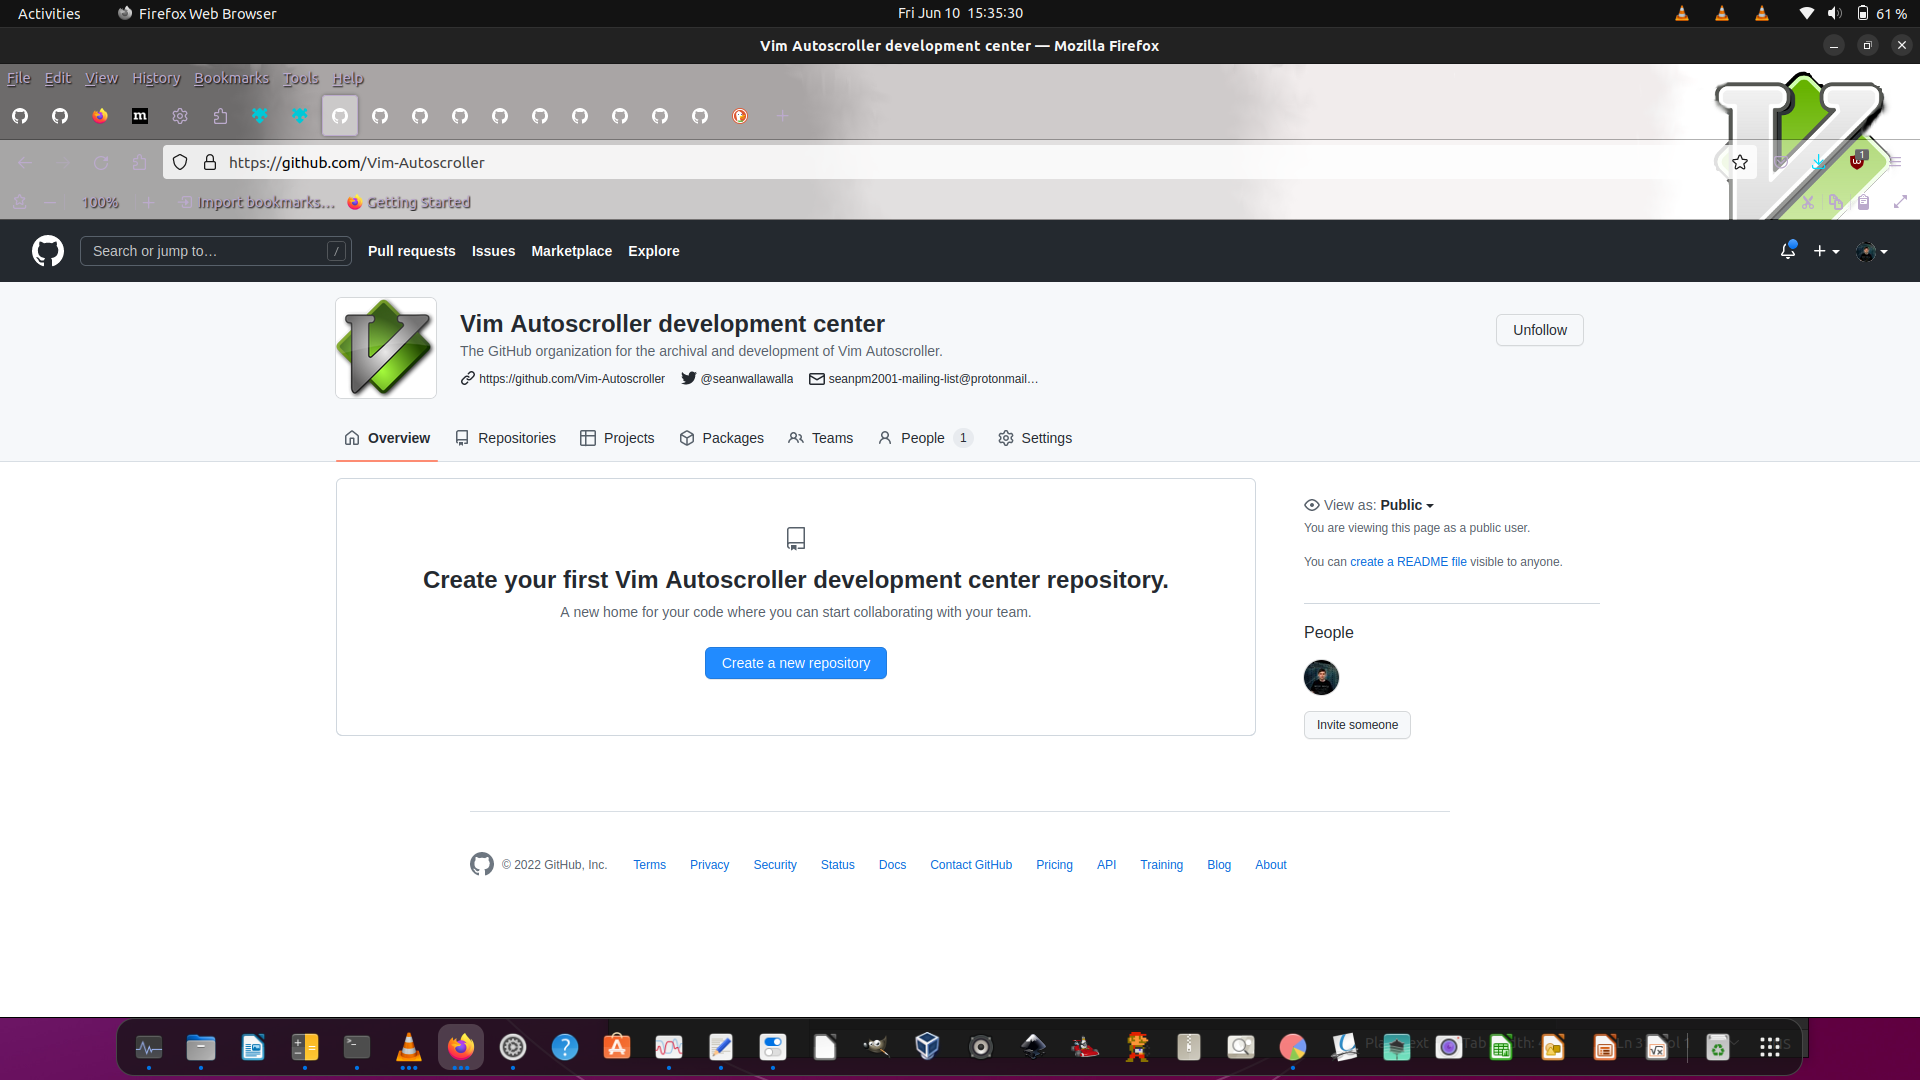 Activities
Firefox Web Browser
Fri Jun 10 15:35:30
61 %
Vim Autoscroller development center — Mozilla Firefox
File Edit View History Bookmarks Tools Help
m
https://github.com/Vim-Autoscroller
1
100%
Import bookmarks...
Getting Started
Search or jump to…
/
Pull requests
Issues
Marketplace
Explore
Vim Autoscroller development center
Unfollow
The GitHub organization for the archival and development of Vim Autoscroller.
https://github.com/Vim-Autoscroller
@seanwallawalla
seanpm2001-mailing-list@protonmail…
Overview
Repositories
Projects
Packages
Teams
People 1
Settings
View as: Public
You are viewing this page as a public user.
You can create a README file visible to anyone.
Create your first Vim Autoscroller development center repository.
A new home for your code where you can start collaborating with your team.
Create a new repository
People
Invite someone
© 2022 GitHub, Inc.
Terms
Privacy
Security
Status
Docs
Contact GitHub
Pricing
API
Training
Blog
About